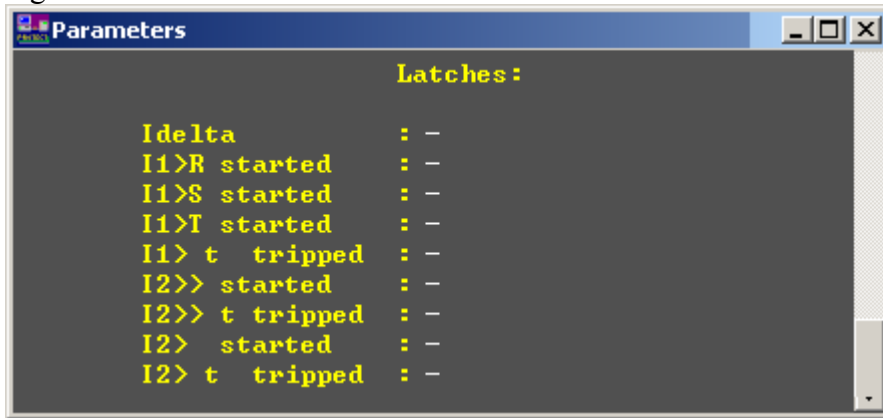 Parameters
Latches:
Idelta : -
I1>R started : -
I1>S started : -
I1>T started : -
I1> t tripped : -
I2>> started : -
I2>> t tripped : -
I2> started : -
I2> t tripped : -